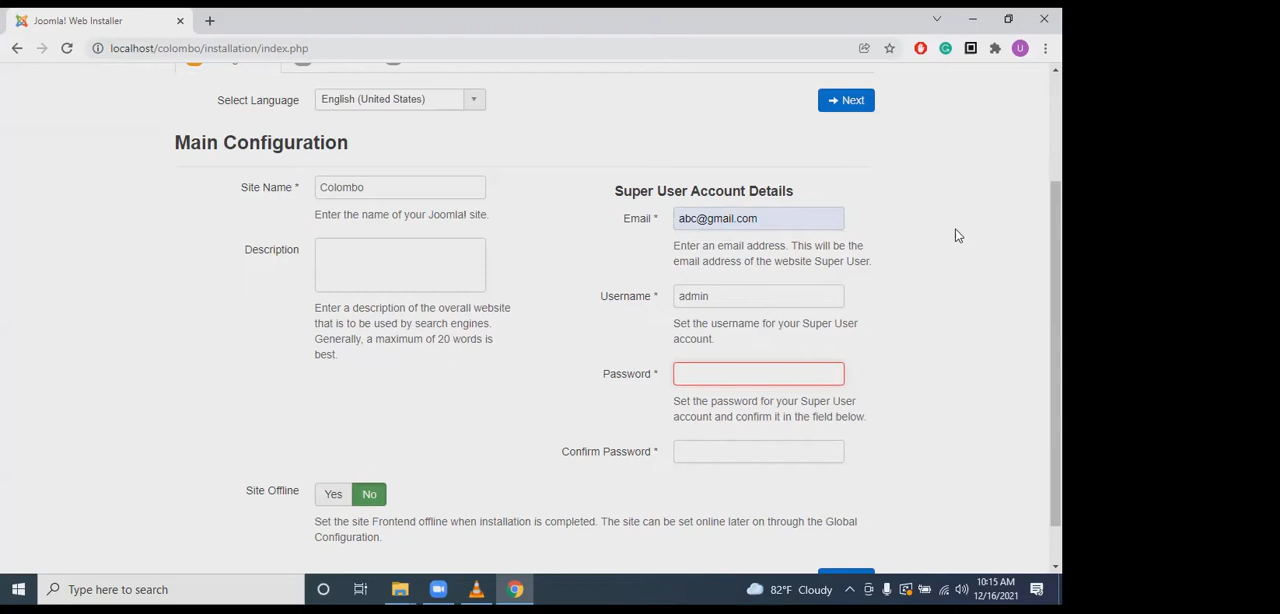 Joomla! Web Installer
localhost/colombo/installation/index.php
U
Select Language
English (United States)
Next
Main Configuration
Site Name *
Colombo
Enter the name of your Joomla! site.
Description
Enter a description of the overall website
that is to be used by search engines.
Generally, a maximum of 20 words is
best.
Super User Account Details
Email *
abc@gmail.com
Enter an email address. This will be the
email address of the website Super User.
Username *
admin
Set the username for your Super User
account.
Password *
Set the password for your Super User
account and confirm it in the field below.
Confirm Password *
Site Offline
Yes
No
Set the site Frontend offline when installation is completed. The site can be set online later on through the Global
Configuration.
Type here to search
82°F Cloudy
10:15 AM
12/16/2021